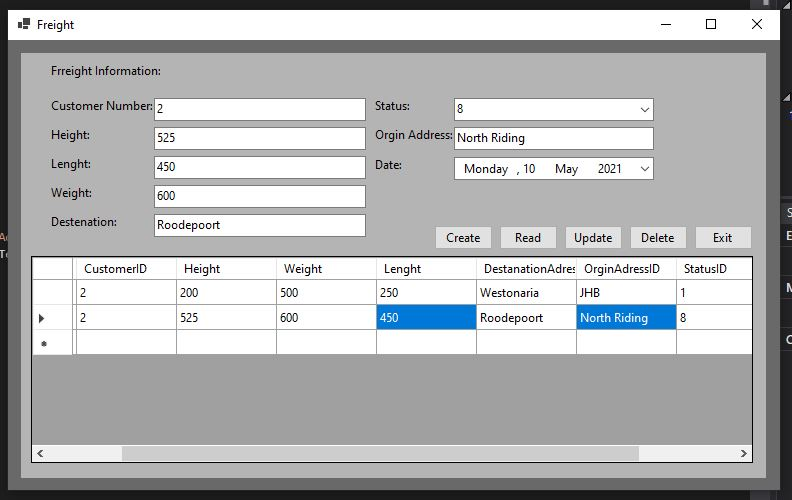 Freight
Frreight Information:
Customer Number: 2 Status: 8
Height: 525 Orgin Address: North Riding
Lenght: 450 Date: Monday , 10 May 2021
Weight: 600
Destenation: Roodepoort
Create Read Update Delete Exit
CustomerID Height Weight Lenght DestanationAdres OrginAdressID StatusID
2 200 500 250 Westonaria JHB 1
2 525 600 450 Roodepoort North Riding 8